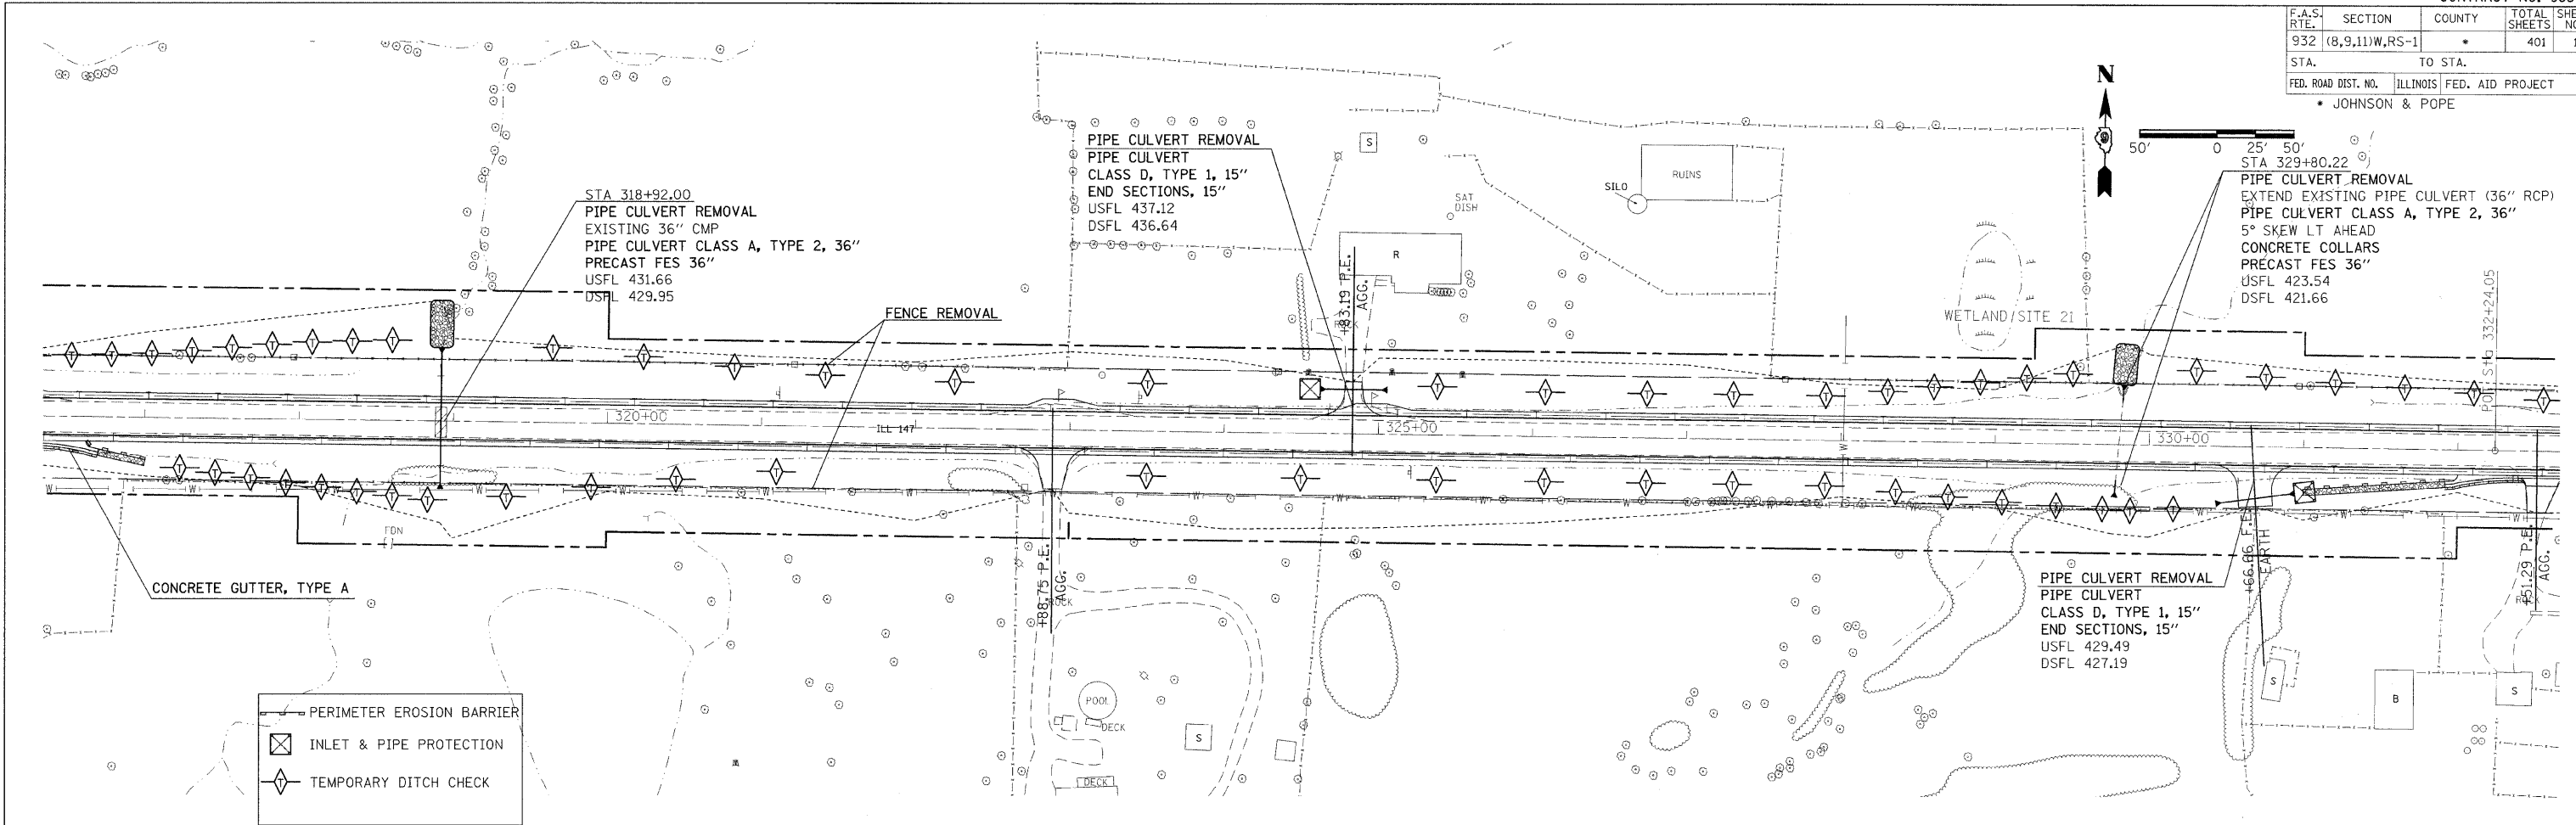 F.A.S. RTE. SECTION COUNTY TOTAL SHEETS
932 (8,9,11)W,RS-1 * 401
STA. TO STA.
FED. ROAD DIST. NO. ILLINOIS FED. AID PROJECT
* JOHNSON & POPE
N
9
50' 0 25' 50'
STA 318+92.00
PIPE CULVERT REMOVAL
EXISTING 36" CMP
PIPE CULVERT CLASS A, TYPE 2, 36"
PRECAST FES 36"
USFL 431.66
DSFL 429.95
FENCE REMOVAL
PIPE CULVERT REMOVAL
PIPE CULVERT
CLASS D, TYPE 1, 15"
END SECTIONS, 15"
USFL 437.12
DSFL 436.64
S
SILO
RUINS
SAT
DISH
R
+83.19 P.E.
AGG.
ROCK
STA 329+80.22
PIPE CULVERT REMOVAL
EXTEND EXISTING PIPE CULVERT (36" RCP)
PIPE CULVERT CLASS A, TYPE 2, 36"
5° SKEW LT AHEAD
CONCRETE COLLARS
PRECAST FES 36"
USFL 423.54
DSFL 421.66
WETLAND/SITE 21
POT Sta 332+24.05
320+00
ILL 147
325+00
330+00
FDN
CONCRETE GUTTER, TYPE A
+88.75 P.E.
AGG.
ROCK
POOL
DECK
S
DECK
PIPE CULVERT REMOVAL
PIPE CULVERT
CLASS D, TYPE 1, 15"
END SECTIONS, 15"
USFL 429.49
DSFL 427.19
+66.66 F.E.
EARTH
+51.29 P.E.
AGG.
ROCK
S
B
S
PERIMETER EROSION BARRIER
INLET & PIPE PROTECTION
T TEMPORARY DITCH CHECK